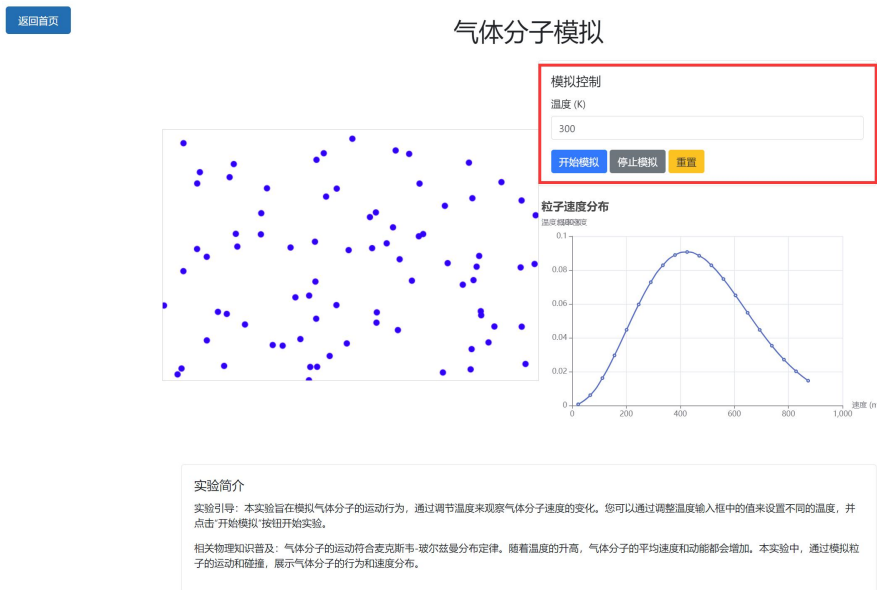 返回首页
气体分子模拟
模拟控制
温度 (K)
300
开始模拟
停止模拟
重置
粒子速度分布
0.1
0.08
0.06
0.04
0.02
0
0
200
400
600
800
1,000
速度 (m
实验简介
实验引导：本实验旨在模拟气体分子的运动行为，通过调节温度来观察气体分子速度的变化。您可以通过调整温度输入框中的值来设置不同的温度，并
点击"开始模拟"按钮开始实验。
相关物理知识普及：气体分子的运动符合麦克斯韦-玻尔兹曼分布定律。随着温度的升高，气体分子的平均速度和动能都会增加。本实验中，通过模拟粒
子的运动和碰撞，展示气体分子的行为和速度分布。